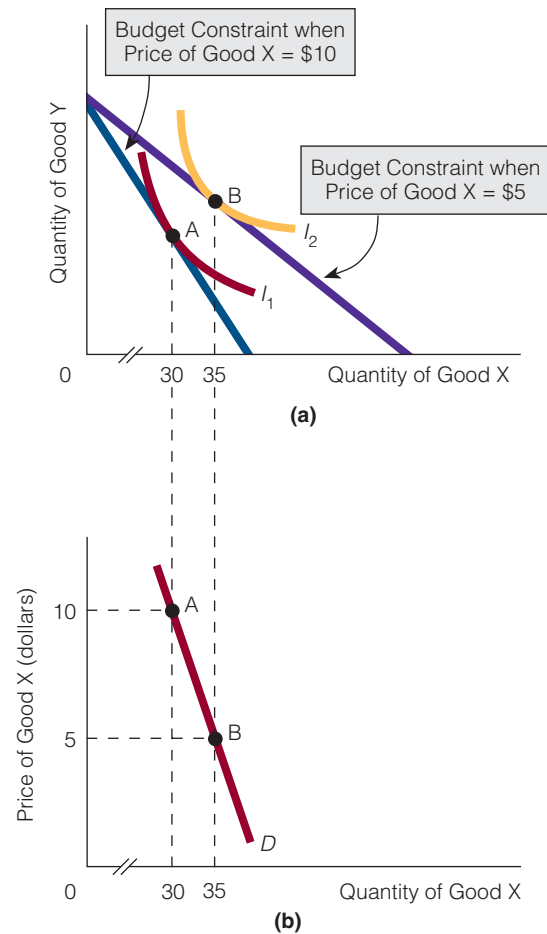 Budget Constraint when
Price of Good X = $10
Quantity of Good Y
B
Budget Constraint when
Price of Good X = $5
A
I2
I1
0
30
35
Quantity of Good X
(a)
Price of Good X (dollars)
10
A
5
B
D
0
30
35
Quantity of Good X
(b)